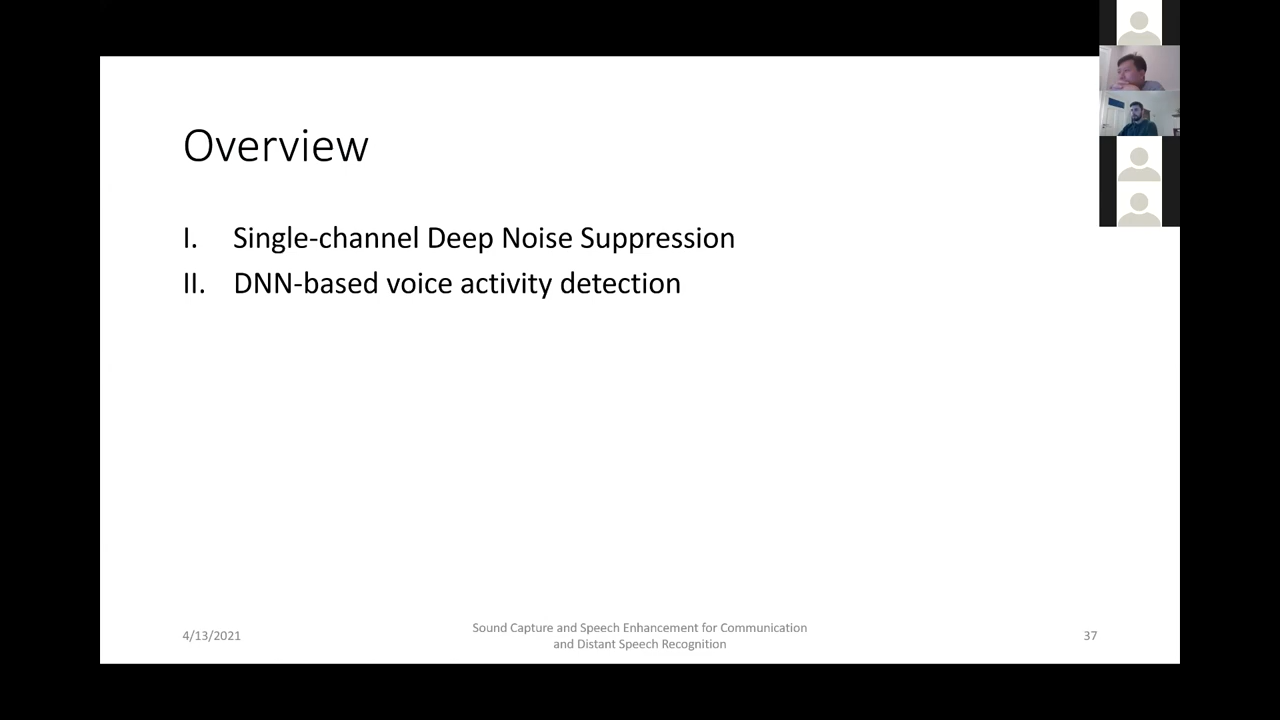 Overview
I. Single-channel Deep Noise Suppression
II. DNN-based voice activity detection
4/13/2021
Sound Capture and Speech Enhancement for Communication
and Distant Speech Recognition
37